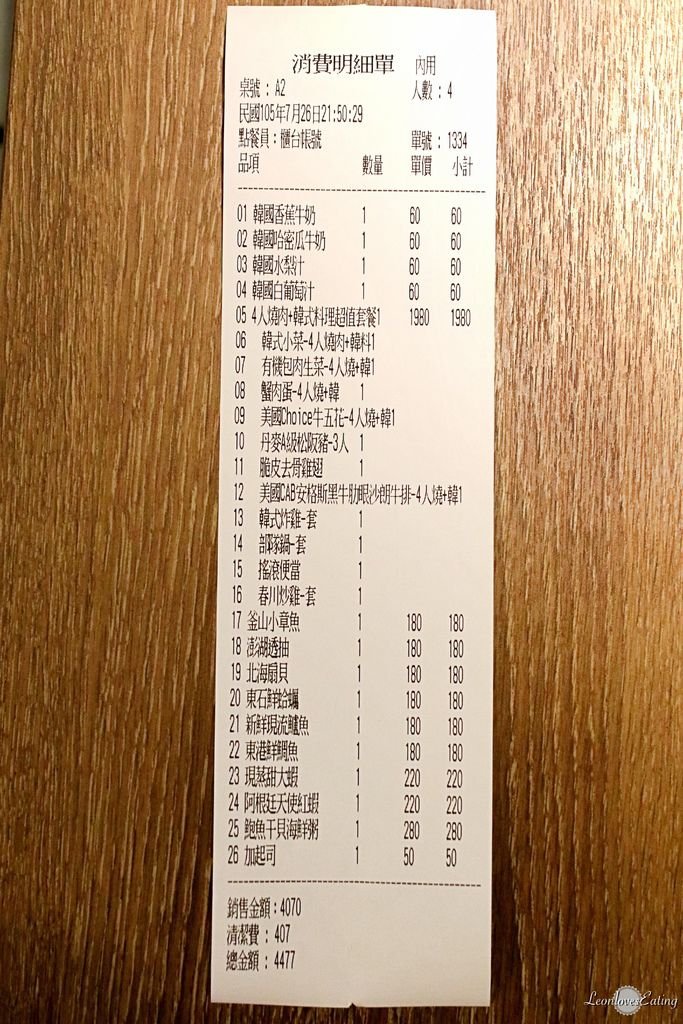 消費明細單 內用
桌號：A2 人數：4
民國105年7月26日21:50:29
點餐員：櫃台帳號 單號：1334
品項 數量 單價 小計
01 韓國香蕉牛奶 1 60 60
02 韓國哈密瓜牛奶 1 60 60
03 韓國水梨汁 1 60 60
04 韓國白葡萄汁 1 60 60
05 4人燒肉+韓式料理超值套餐1 1980 1980
06 韓式小菜-4人燒肉+韓料1
07 有機包肉生菜-4人燒+韓1
08 蟹肉蛋-4人燒+韓 1
09 美國Choice牛五花-4人燒+韓1
10 丹麥A級松阪豬-3人 1
11 脆皮去骨雞翅 1
12 美國CAB安格斯黑牛肋眼沙朗牛排-4人燒+韓1
13 韓式炸雞-套 1
14 部隊鍋-套 1
15 搖滾便當 1
16 春川炒雞-套 1
17 釜山小章魚 1 180 180
18 澎湖透抽 1 180 180
19 北海扇貝 1 180 180
20 東石鮮蛤蠣 1 180 180
21 新鮮現流鱸魚 1 180 180
22 東港鮮鯛魚 1 180 180
23 現蒸甜大蝦 1 220 220
24 阿根廷天使紅蝦 1 220 220
25 鮑魚干貝海鮮粥 1 280 280
26 加起司 1 50 50
銷售金額：4070
清潔費：407
總金額：4477
LeonlovesEating